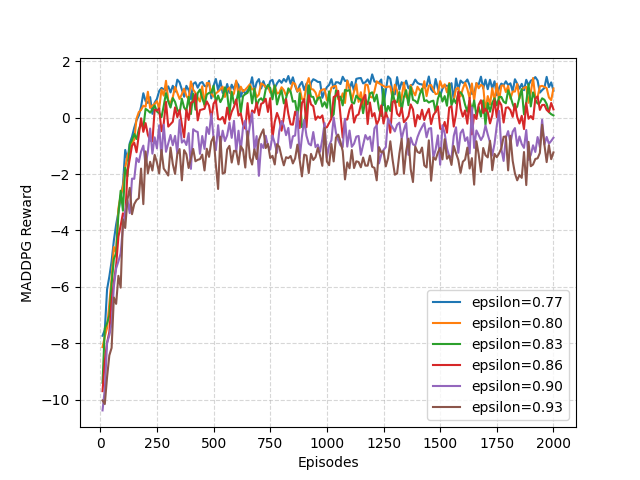 MADDPG Reward
2
0
−2
−4
−6
−8
−10
epsilon=0.77
epsilon=0.80
epsilon=0.83
epsilon=0.86
epsilon=0.90
epsilon=0.93
0 250 500 750 1000 1250 1500 1750 2000
Episodes